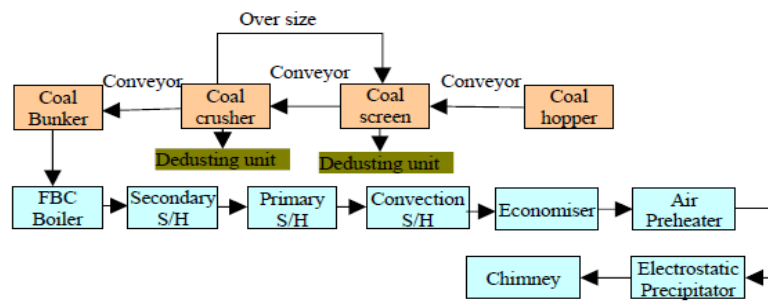 Over size
Conveyor
Conveyor
Conveyor
Coal
Bunker
Coal
crusher
Coal
screen
Coal
hopper
Dedusting unit
Dedusting unit
FBC
Boiler
Secondary
S/H
Primary
S/H
Convection
S/H
Economiser
Air
Preheater
Chimney
Electrostatic
Precipitator